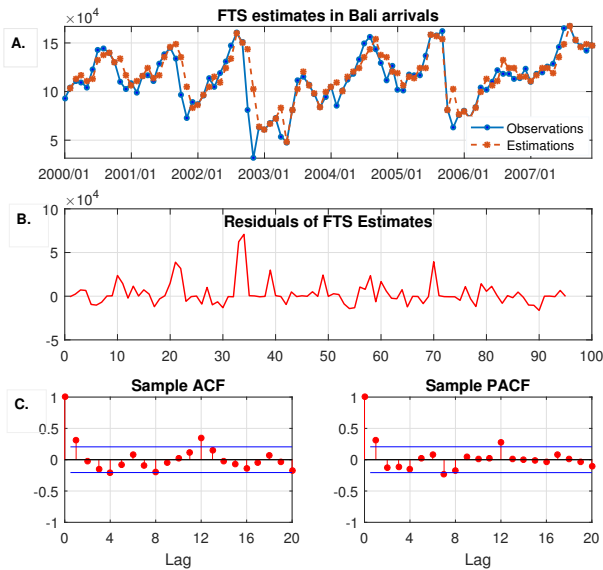 FTS estimates in Bali arrivals
A.
×10^4
15
10
5
Observations
Estimations
2000/01 2001/01 2002/01 2003/01 2004/01 2005/01 2006/01 2007/01
B.
×10^4
Residuals of FTS Estimates
10
5
0
-5
0 10 20 30 40 50 60 70 80 90 100
C.
Sample ACF Sample PACF
1 1
0.5 0.5
0 0
-0.5 -0.5
-1 -1
0 4 8 12 16 20 0 4 8 12 16 20
Lag Lag